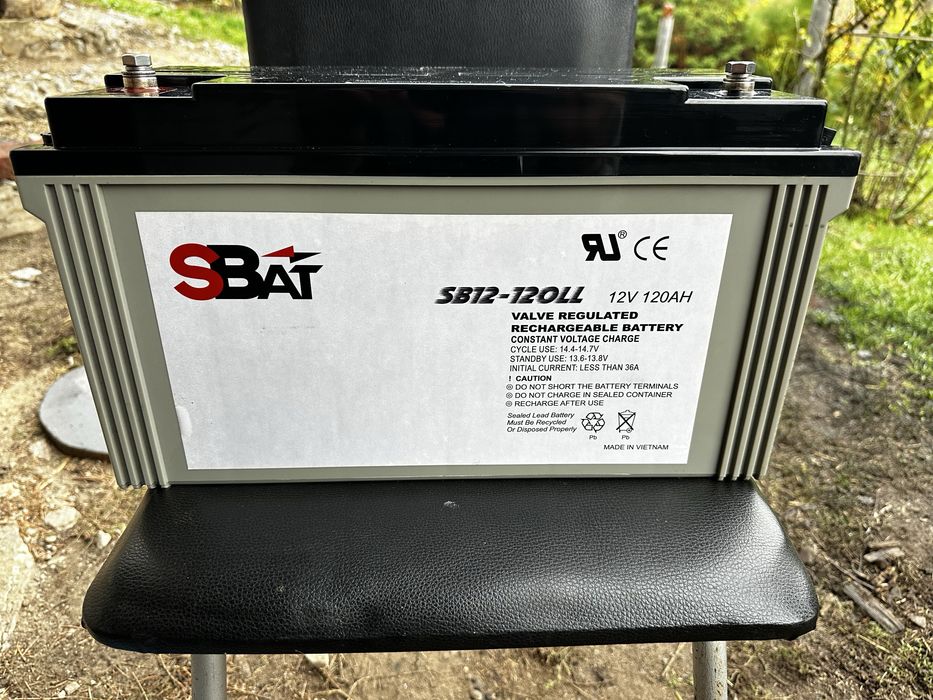 SBAT
RU® CE
SB12-120LL 12V 120AH
VALVE REGULATED
RECHARGEABLE BATTERY
CONSTANT VOLTAGE CHARGE
CYCLE USE: 14.4-14.7V
STANDBY USE: 13.6-13.8V
INITIAL CURRENT: LESS THAN 36A
! CAUTION
◎ DO NOT SHORT THE BATTERY TERMINALS
◎ DO NOT CHARGE IN SEALED CONTAINER
◎ RECHARGE AFTER USE
Sealed Lead Battery
Must Be Recycled
Or Disposed Properly
Pb Pb
MADE IN VIETNAM